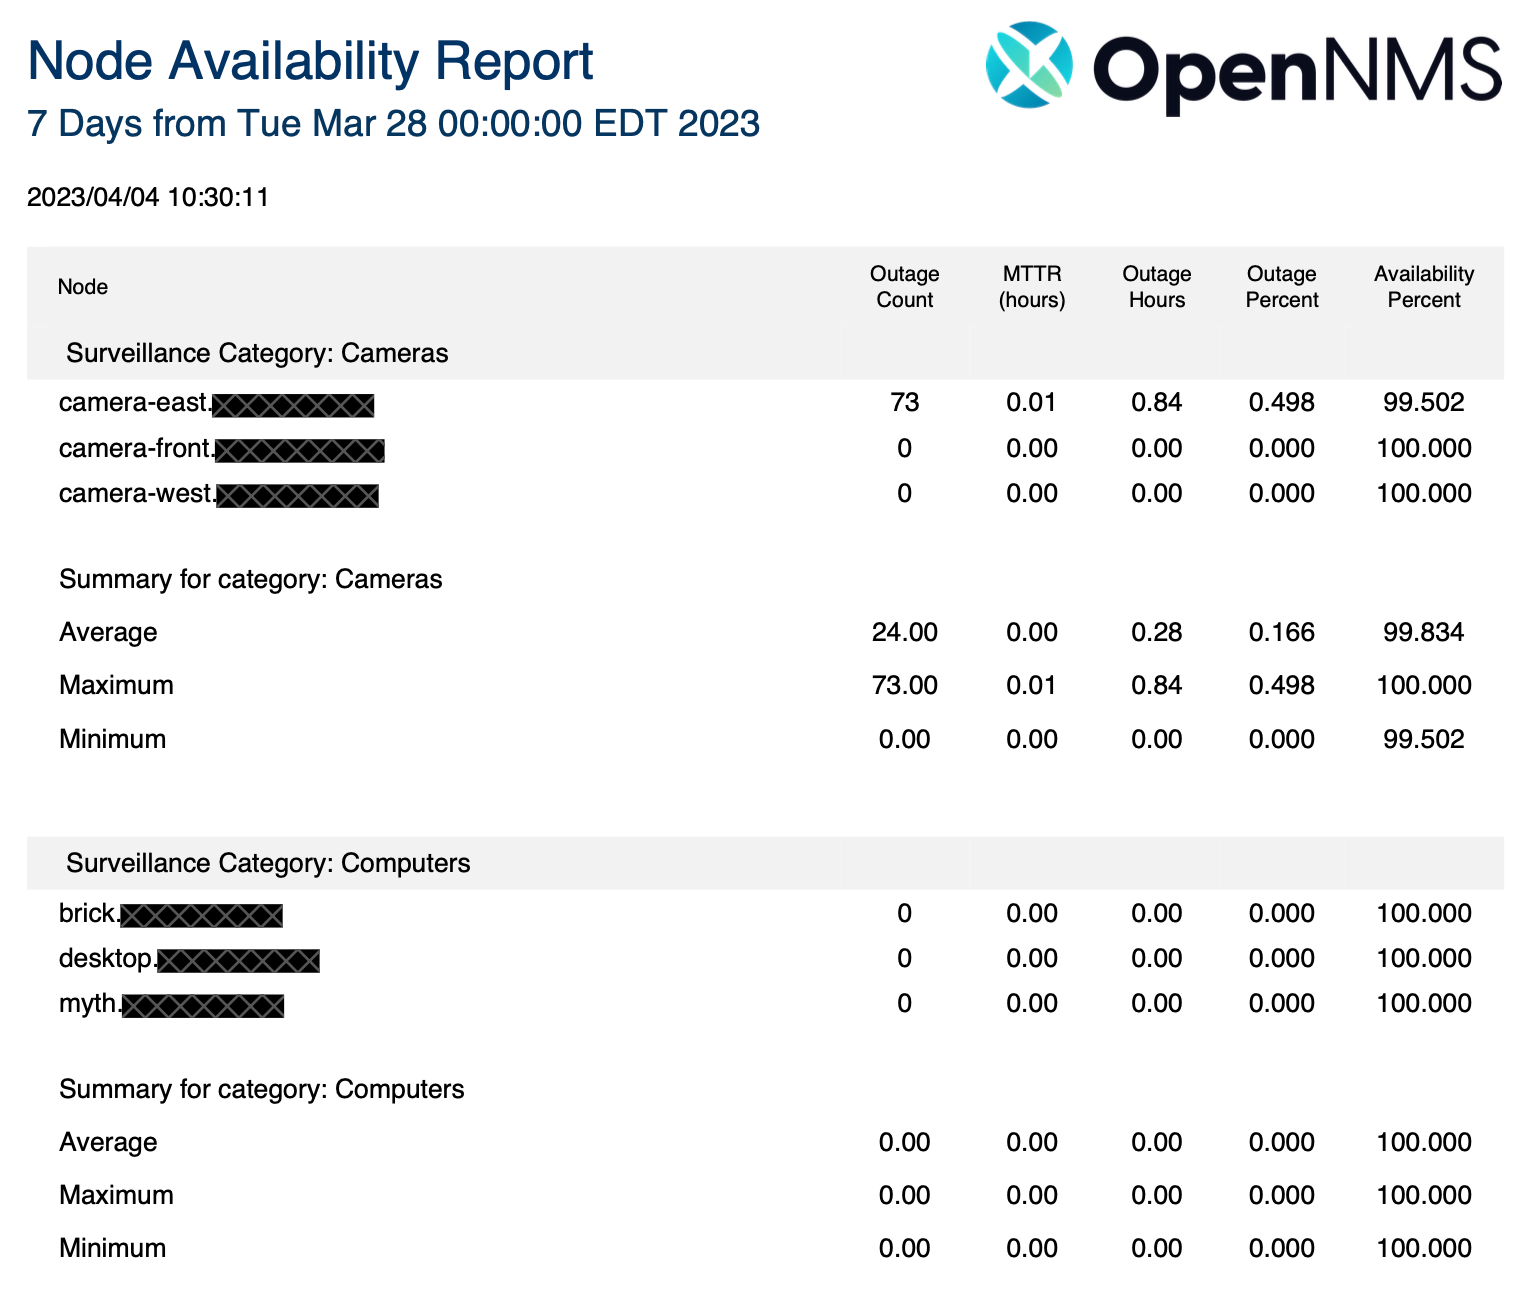 Node Availability Report
OpenNMS
7 Days from Tue Mar 28 00:00:00 EDT 2023
2023/04/04 10:30:11
Node Outage Count MTTR (hours) Outage Hours Outage Percent Availability Percent
Surveillance Category: Cameras
camera-east. 73 0.01 0.84 0.498 99.502
camera-front. 0 0.00 0.00 0.000 100.000
camera-west. 0 0.00 0.00 0.000 100.000
Summary for category: Cameras
Average 24.00 0.00 0.28 0.166 99.834
Maximum 73.00 0.01 0.84 0.498 100.000
Minimum 0.00 0.00 0.00 0.000 99.502
Surveillance Category: Computers
brick. 0 0.00 0.00 0.000 100.000
desktop. 0 0.00 0.00 0.000 100.000
myth. 0 0.00 0.00 0.000 100.000
Summary for category: Computers
Average 0.00 0.00 0.00 0.000 100.000
Maximum 0.00 0.00 0.00 0.000 100.000
Minimum 0.00 0.00 0.00 0.000 100.000